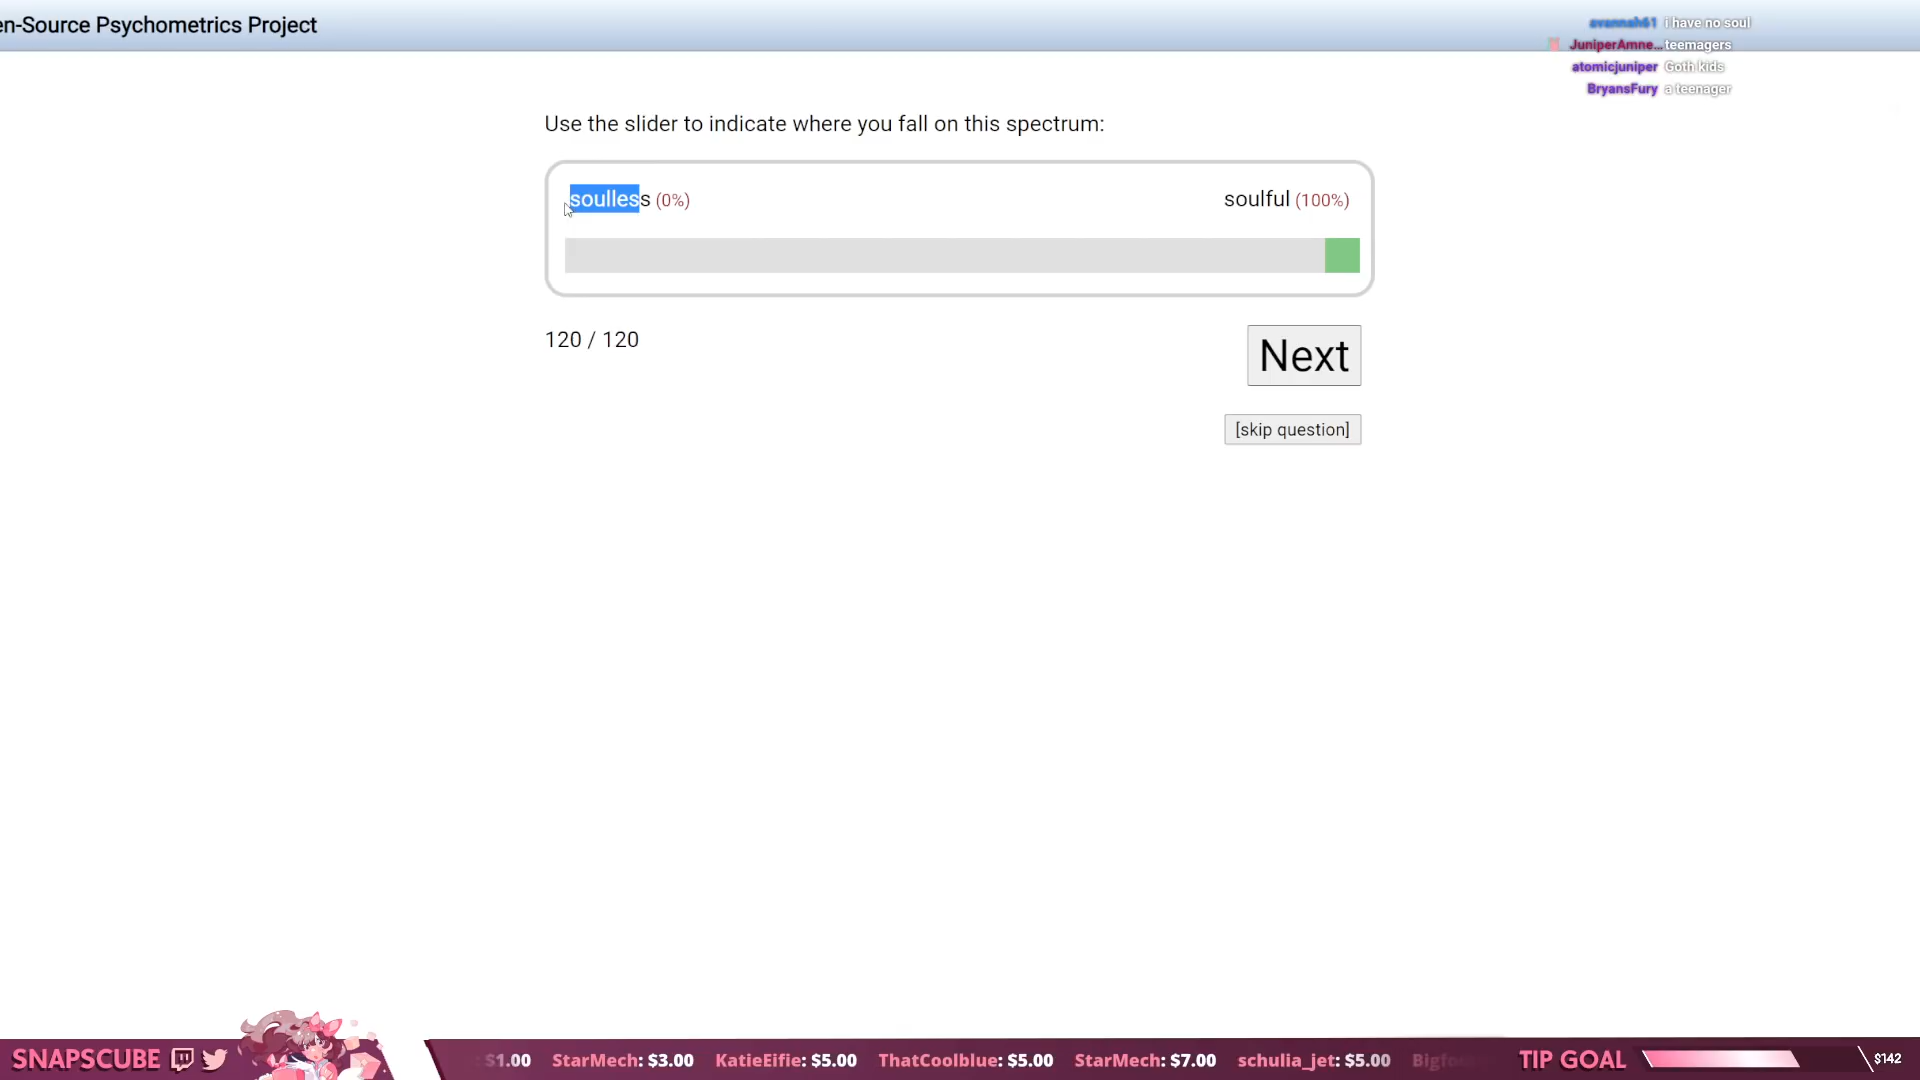 en-Source Psychometrics Project
avannah61 i have no soul
JuniperAmne... teemagers
atomicjuniper Goth kids
BryansFury a teenager
Use the slider to indicate where you fall on this spectrum:
soulless (0%) soulful (100%)
120 / 120
Next
[skip question]
SNAPSCUBE $1.00 StarMech: $3.00 KatieEifie: $5.00 ThatCoolblue: $5.00 StarMech: $7.00 schulia_jet: $5.00 TIP GOAL $142